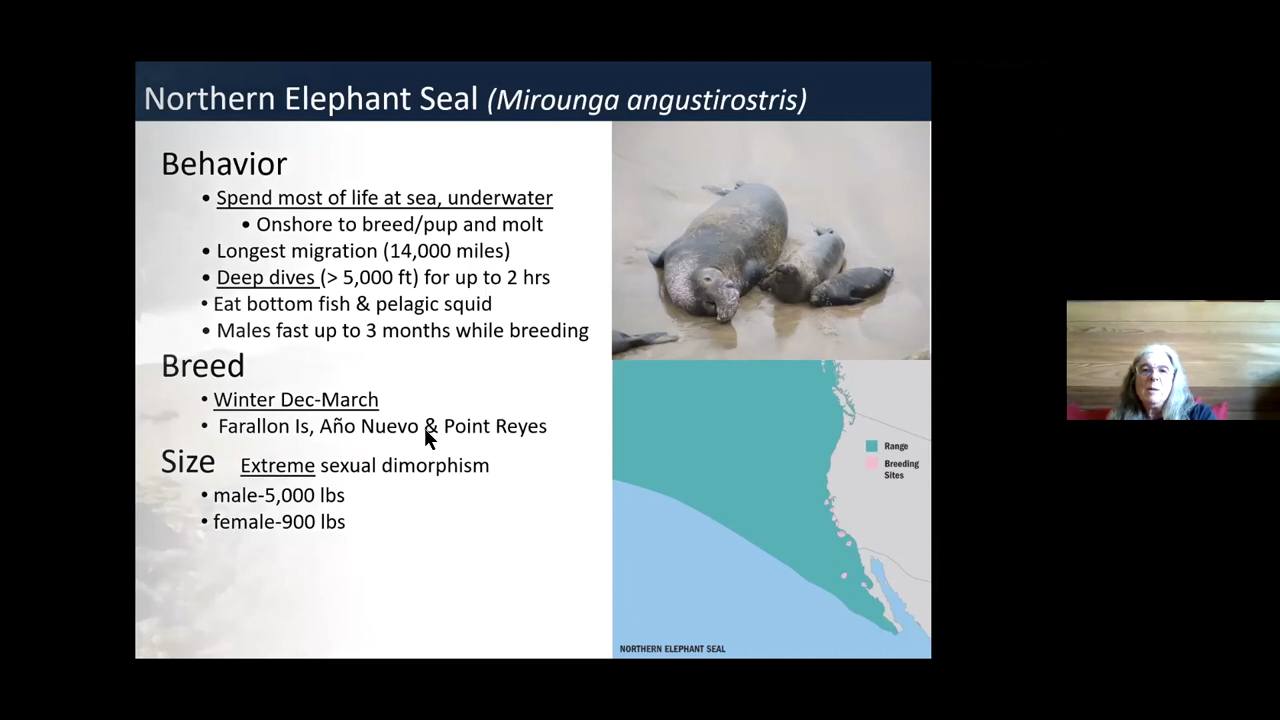 Northern Elephant Seal (Mirounga angustirostris)
Behavior
• Spend most of life at sea, underwater
• Onshore to breed/pup and molt
• Longest migration (14,000 miles)
• Deep dives (> 5,000 ft) for up to 2 hrs
• Eat bottom fish & pelagic squid
• Males fast up to 3 months while breeding
Breed
• Winter Dec-March
• Farallon Is, Año Nuevo & Point Reyes
Size Extreme sexual dimorphism
• male-5,000 lbs
• female-900 lbs
Range
Breeding
Sites
NORTHERN ELEPHANT SEAL